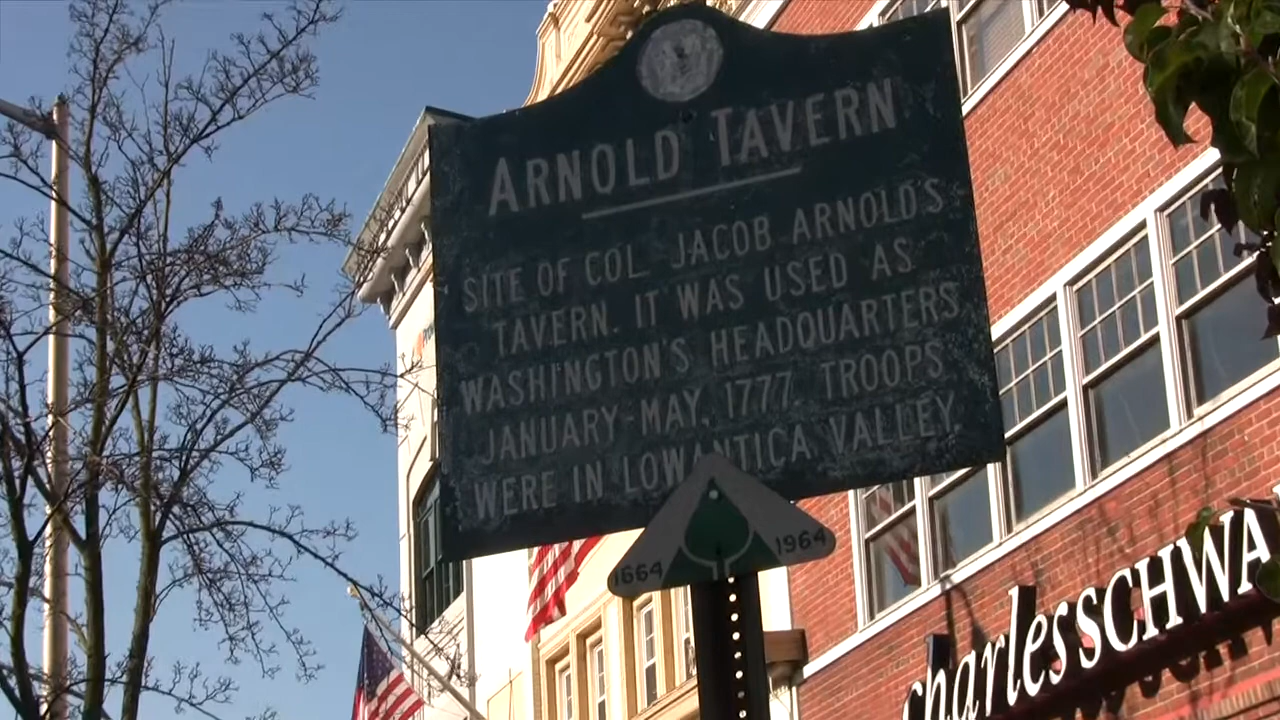 ARNOLD TAVERN
SITE OF COL. JACOB ARNOLD'S
TAVERN. IT WAS USED AS
WASHINGTON'S HEADQUARTERS
JANUARY-MAY, 1777. TROOPS
WERE IN LOWANTICA VALLEY.
1664 1964
charles SCHWA